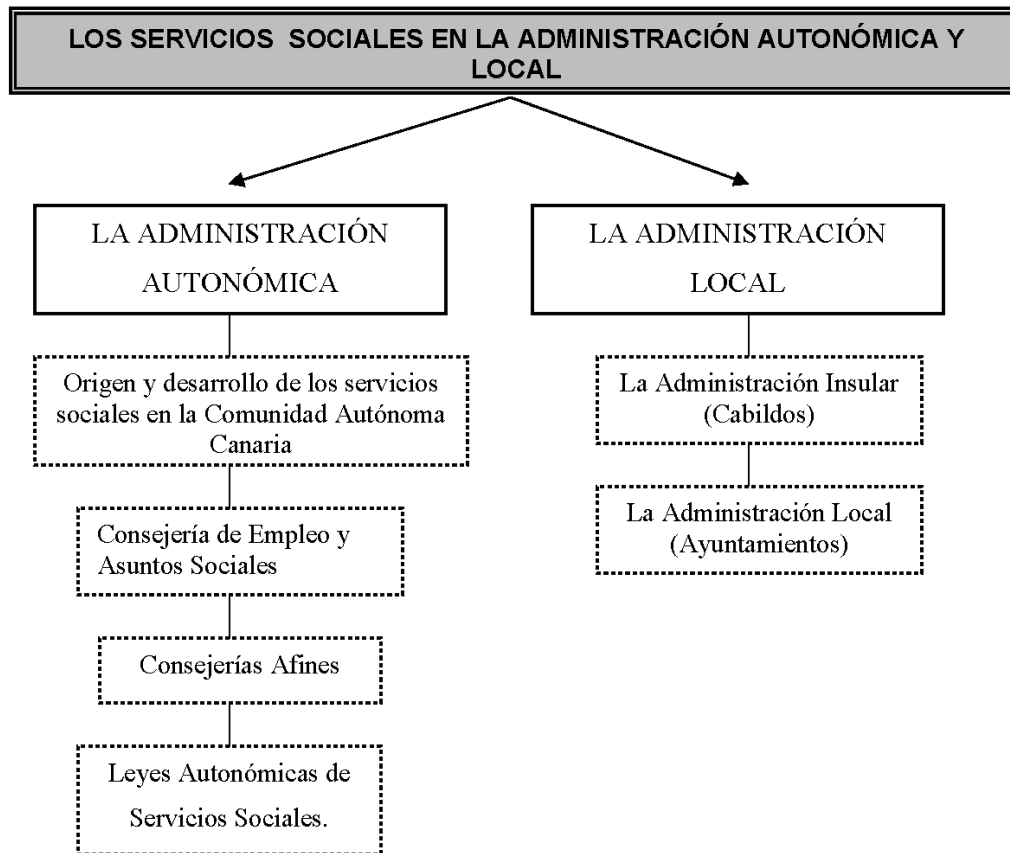 LOS SERVICIOS SOCIALES EN LA ADMINISTRACIÓN AUTONÓMICA Y
LOCAL
LA ADMINISTRACIÓN
AUTONÓMICA
Origen y desarrollo de los servicios
sociales en la Comunidad Autónoma
Canaria
Consejería de Empleo y
Asuntos Sociales
Consejerías Afines
Leyes Autonómicas de
Servicios Sociales.
LA ADMINISTRACIÓN
LOCAL
La Administración Insular
(Cabildos)
La Administración Local
(Ayuntamientos)